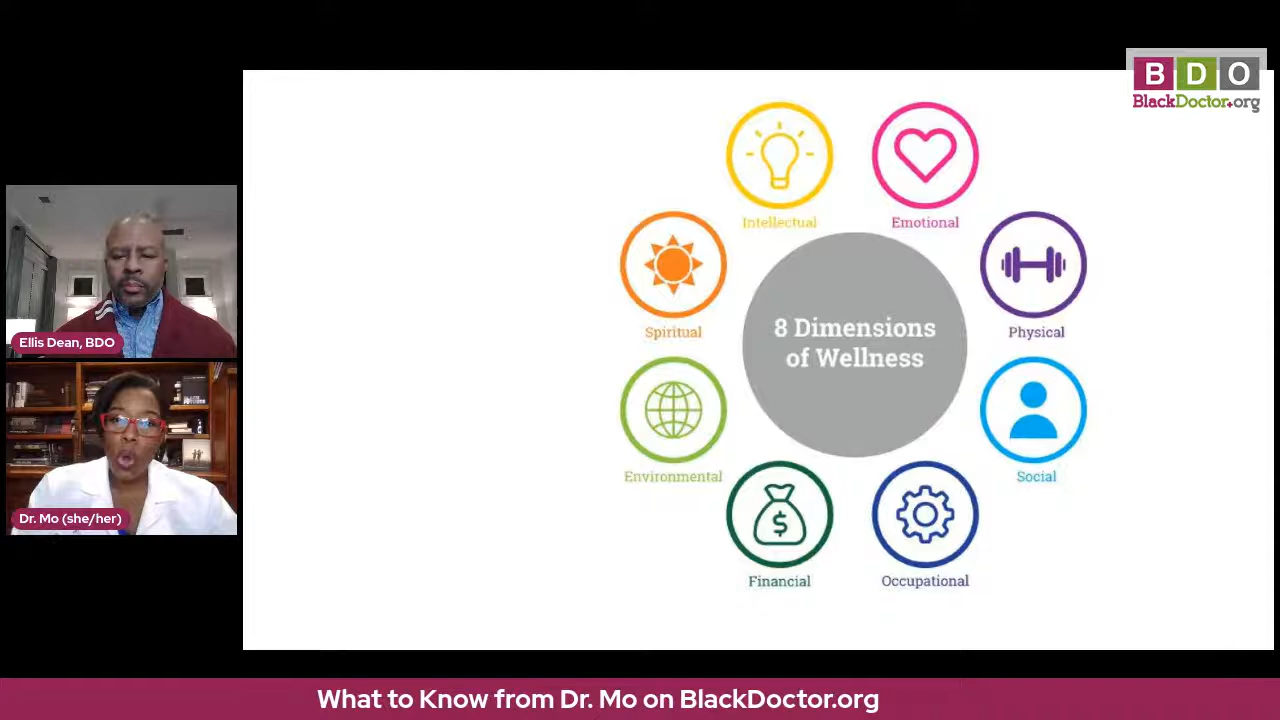 B D O
BlackDoctor.org
Intellectual
Emotional
Spiritual
Physical
8 Dimensions
of Wellness
Environmental
Social
Financial
Occupational
Ellis Dean, BDO
Dr. Mo (she/her)
What to Know from Dr. Mo on BlackDoctor.org